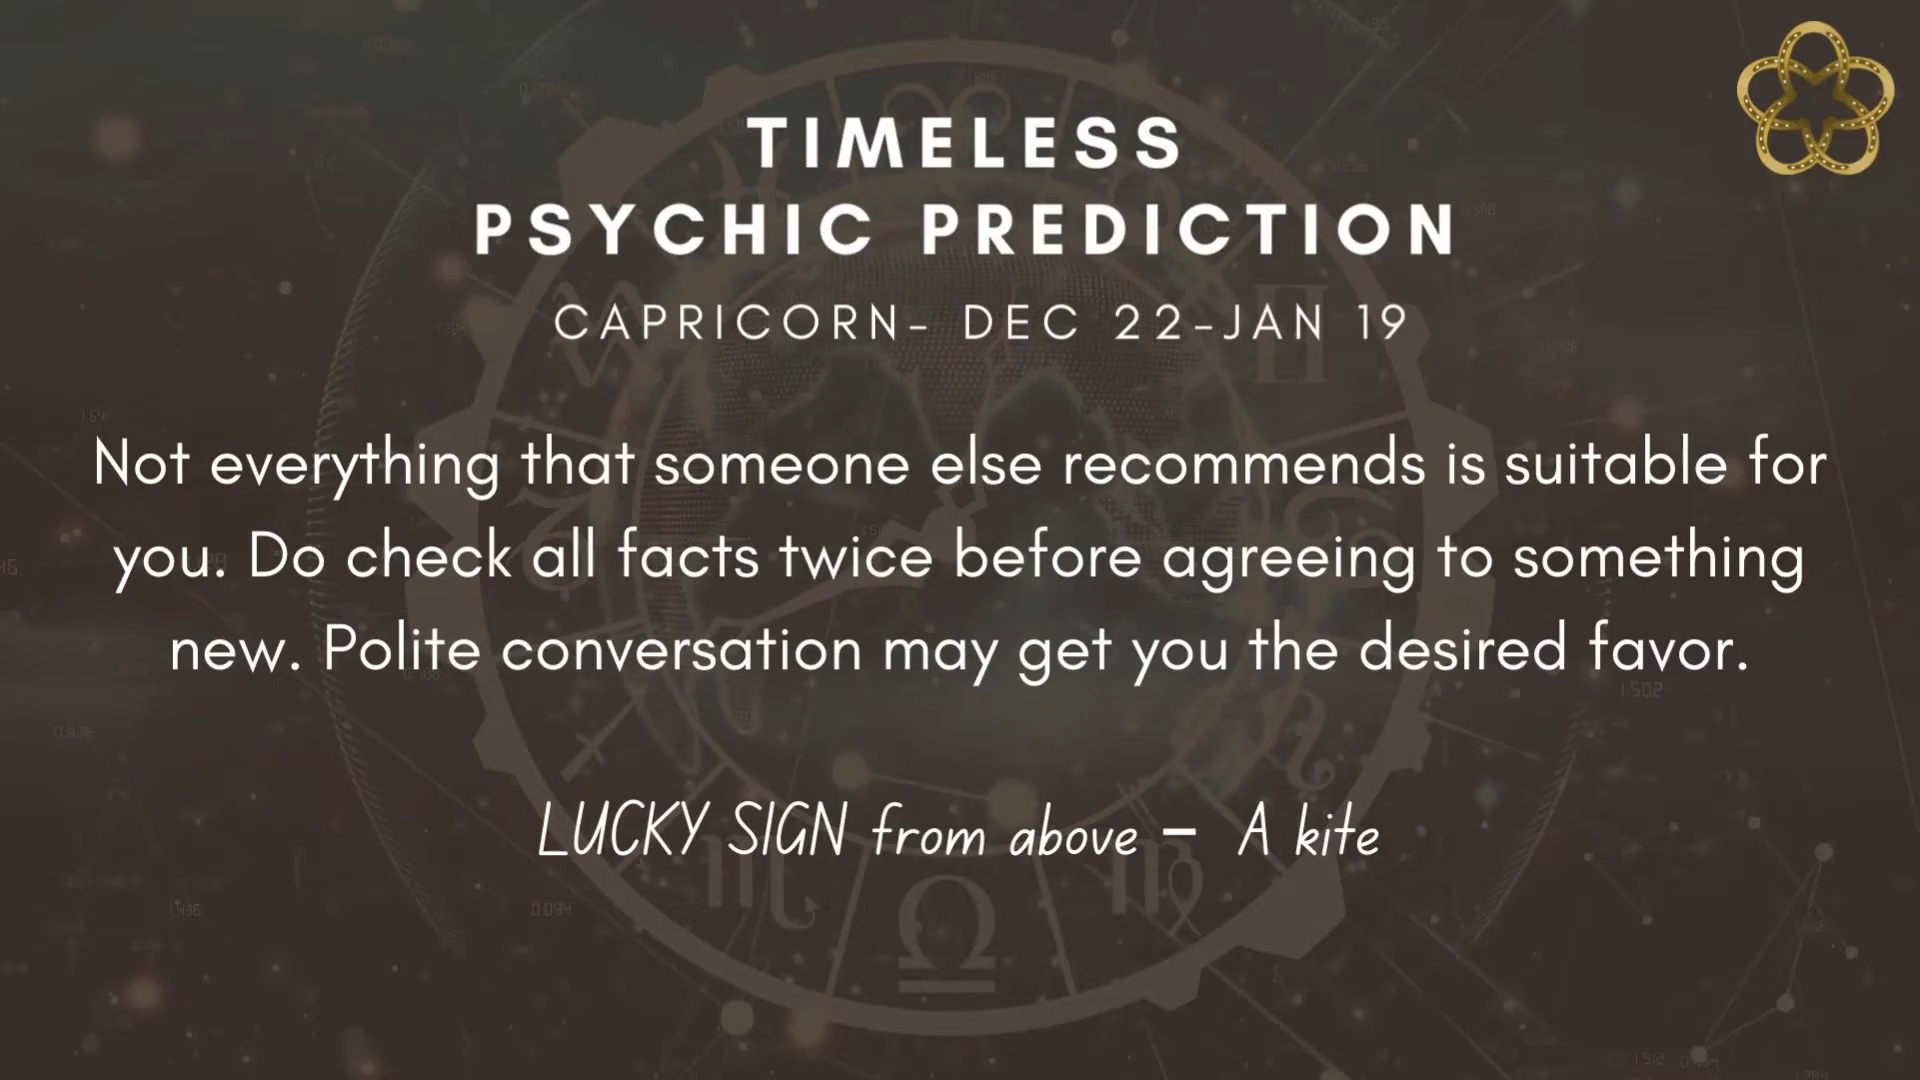 TIMELESS
PSYCHIC PREDICTION
CAPRICORN- DEC 22-JAN 19
Not everything that someone else recommends is suitable for
you. Do check all facts twice before agreeing to something
new. Polite conversation may get you the desired favor.
LUCKY SIGN from above – A kite